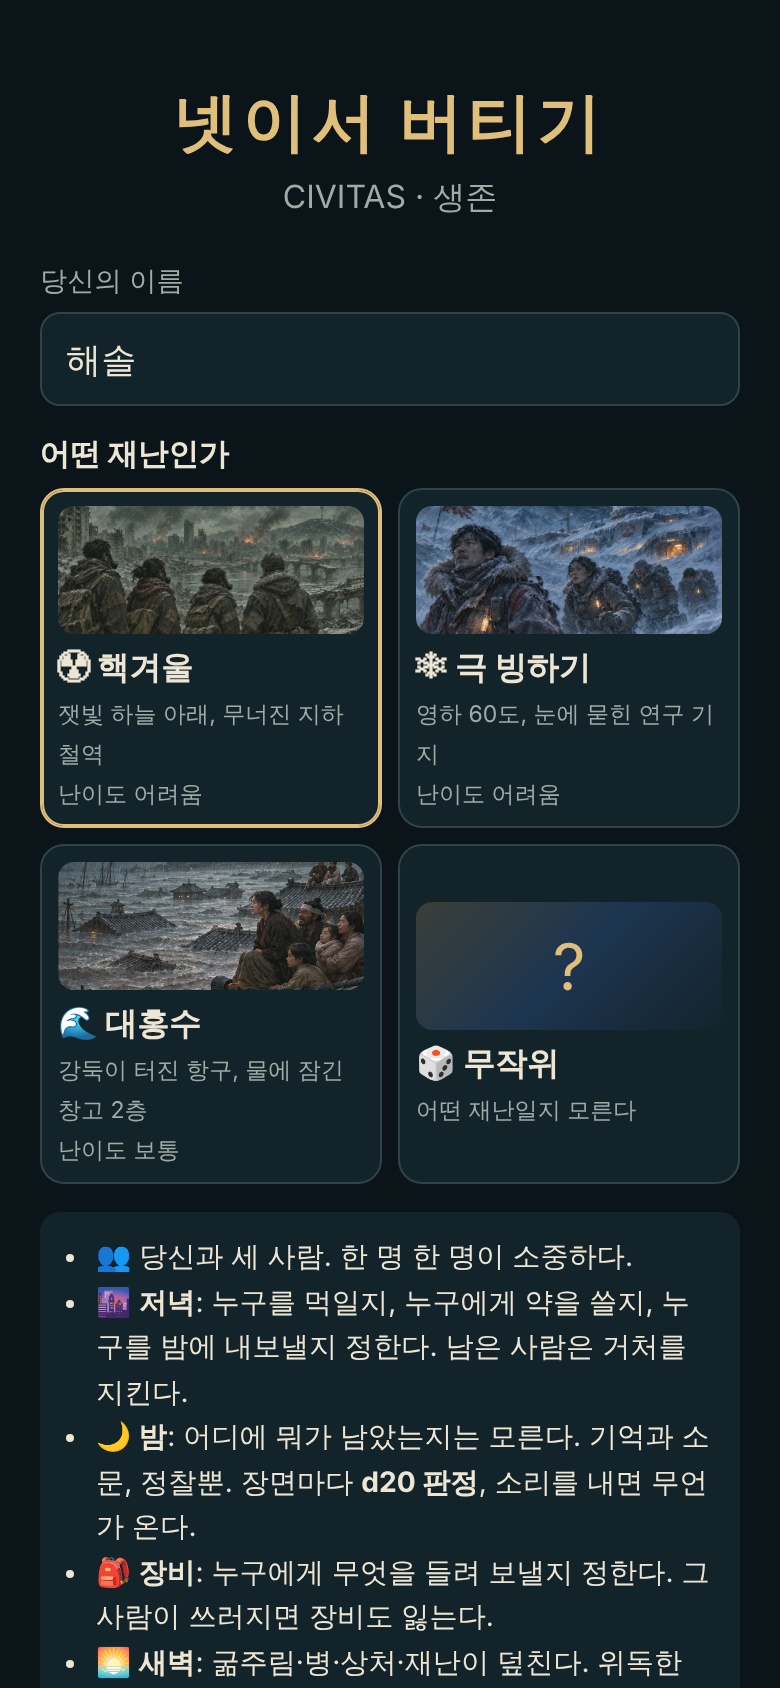 넷이서 버티기
CIVITAS · 생존
당신의 이름
해솔
어떤 재난인가
☢ 핵겨울
잿빛 하늘 아래, 무너진 지하
철역
난이도 어려움
❄ 극 빙하기
영하 60도, 눈에 묻힌 연구 기
지
난이도 어려움
🌊 대홍수
강둑이 터진 항구, 물에 잠긴
창고 2층
난이도 보통
?
🎲 무작위
어떤 재난일지 모른다
• 👥 당신과 세 사람. 한 명 한 명이 소중하다.
• 🌆 저녁: 누구를 먹일지, 누구에게 약을 쓸지, 누
구를 밤에 내보낼지 정한다. 남은 사람은 거처를
지킨다.
• 🌙 밤: 어디에 뭐가 남았는지는 모른다. 기억과 소
문, 정찰뿐. 장면마다 d20 판정, 소리를 내면 무언
가 온다.
• 🎒 장비: 누구에게 무엇을 들려 보낼지 정한다. 그
사람이 쓰러지면 장비도 잃는다.
• 🌅 새벽: 굶주림·병·상처·재난이 덮친다. 위독한